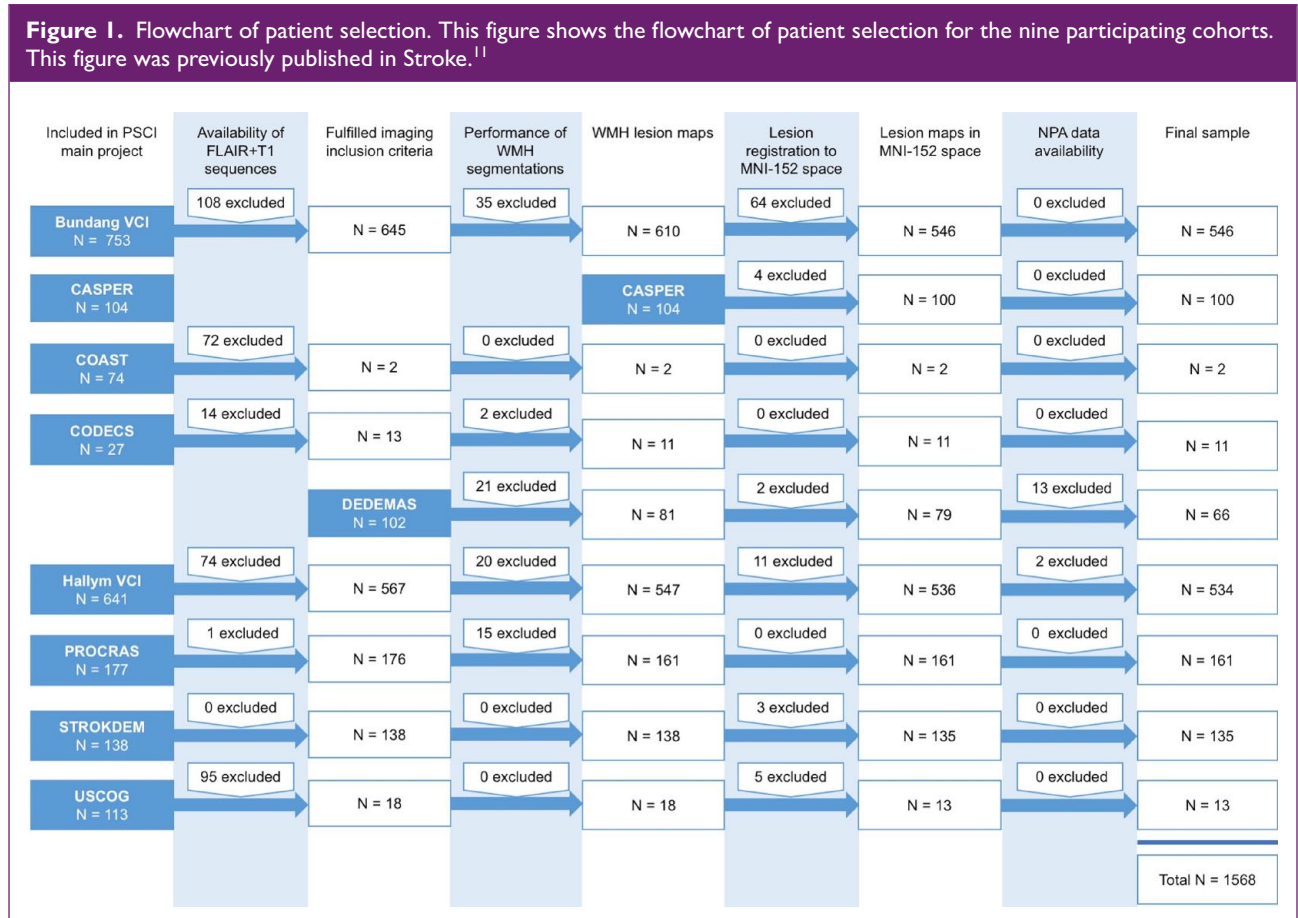 Figure 1. Flowchart of patient selection. This figure shows the flowchart of patient selection for the nine participating cohorts.
This figure was previously published in Stroke.11
Included in PSCI
main project
Availability of
FLAIR+T1
sequences
Fulfilled imaging
inclusion criteria
Performance of
WMH
segmentations
WMH lesion maps
Lesion
registration to
MNI-152 space
Lesion maps in
MNI-152 space
NPA data
availability
Final sample
Bundang VCI
N = 753
108 excluded
N = 645
35 excluded
N = 610
64 excluded
N = 546
0 excluded
N = 546
CASPER
N = 104
CASPER
N = 104
4 excluded
N = 100
0 excluded
N = 100
COAST
N = 74
72 excluded
N = 2
0 excluded
N = 2
0 excluded
N = 2
0 excluded
N = 2
CODECS
N = 27
14 excluded
N = 13
2 excluded
N = 11
0 excluded
N = 11
0 excluded
N = 11
DEDEMAS
N = 102
21 excluded
N = 81
2 excluded
N = 79
13 excluded
N = 66
Hallym VCI
N = 641
74 excluded
N = 567
20 excluded
N = 547
11 excluded
N = 536
2 excluded
N = 534
PROCRAS
N = 177
1 excluded
N = 176
15 excluded
N = 161
0 excluded
N = 161
0 excluded
N = 161
STROKDEM
N = 138
0 excluded
N = 138
0 excluded
N = 138
3 excluded
N = 135
0 excluded
N = 135
USCOG
N = 113
95 excluded
N = 18
0 excluded
N = 18
5 excluded
N = 13
0 excluded
N = 13
Total N = 1568